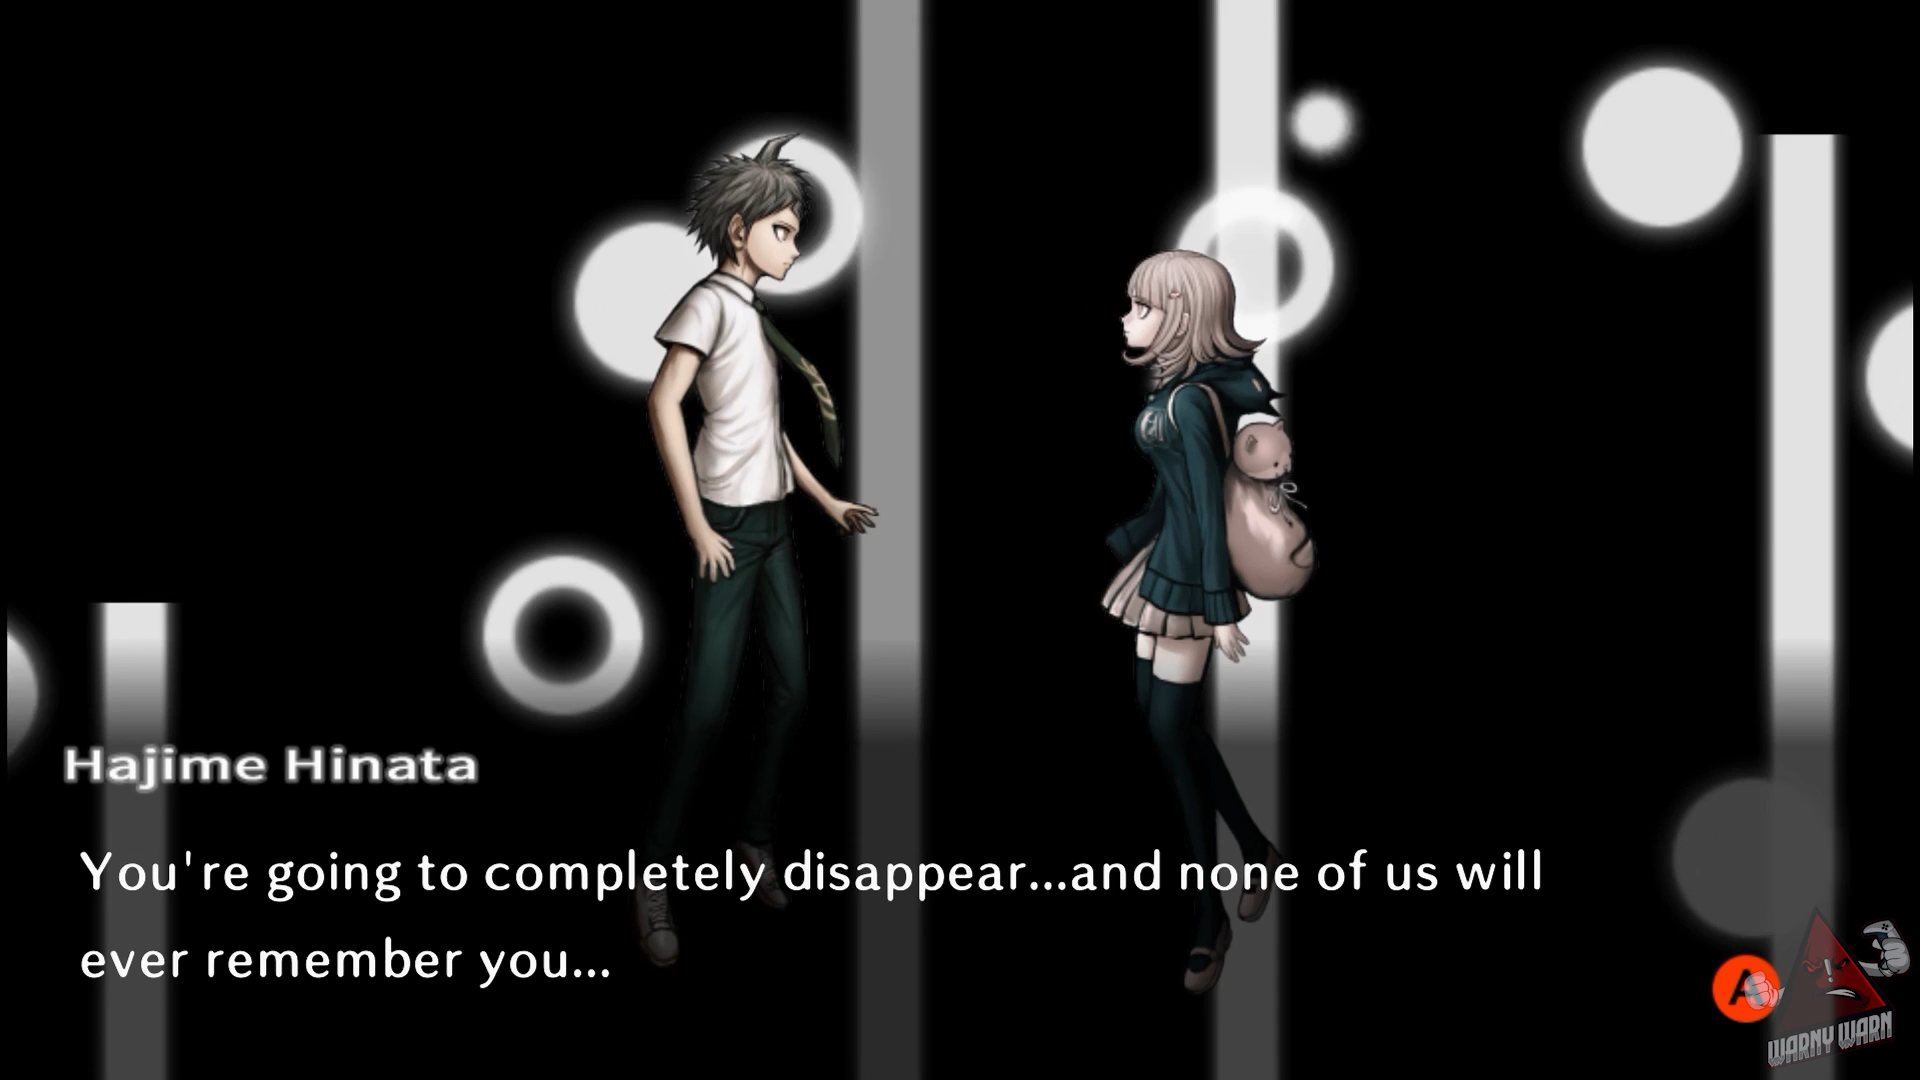 Hajime Hinata
You're going to completely disappear...and none of us will
ever remember you...
A
WARNY WARN